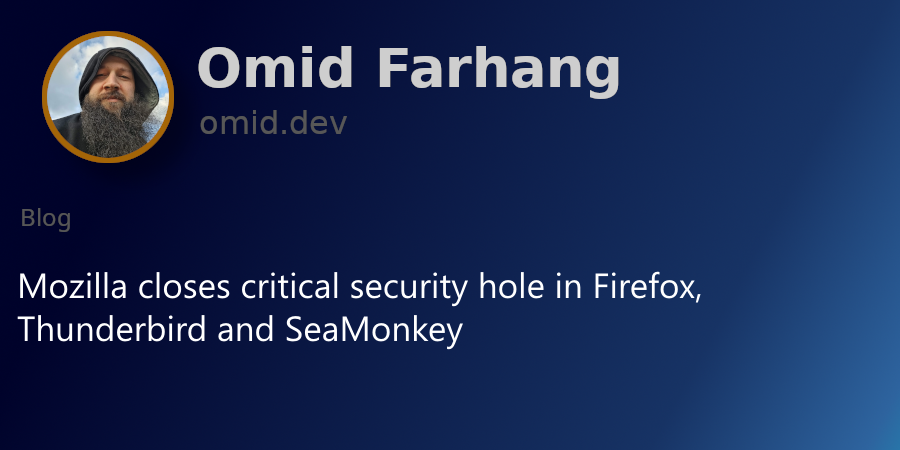 Omid Farhang
omid.dev
Blog
Mozilla closes critical security hole in Firefox,
Thunderbird and SeaMonkey